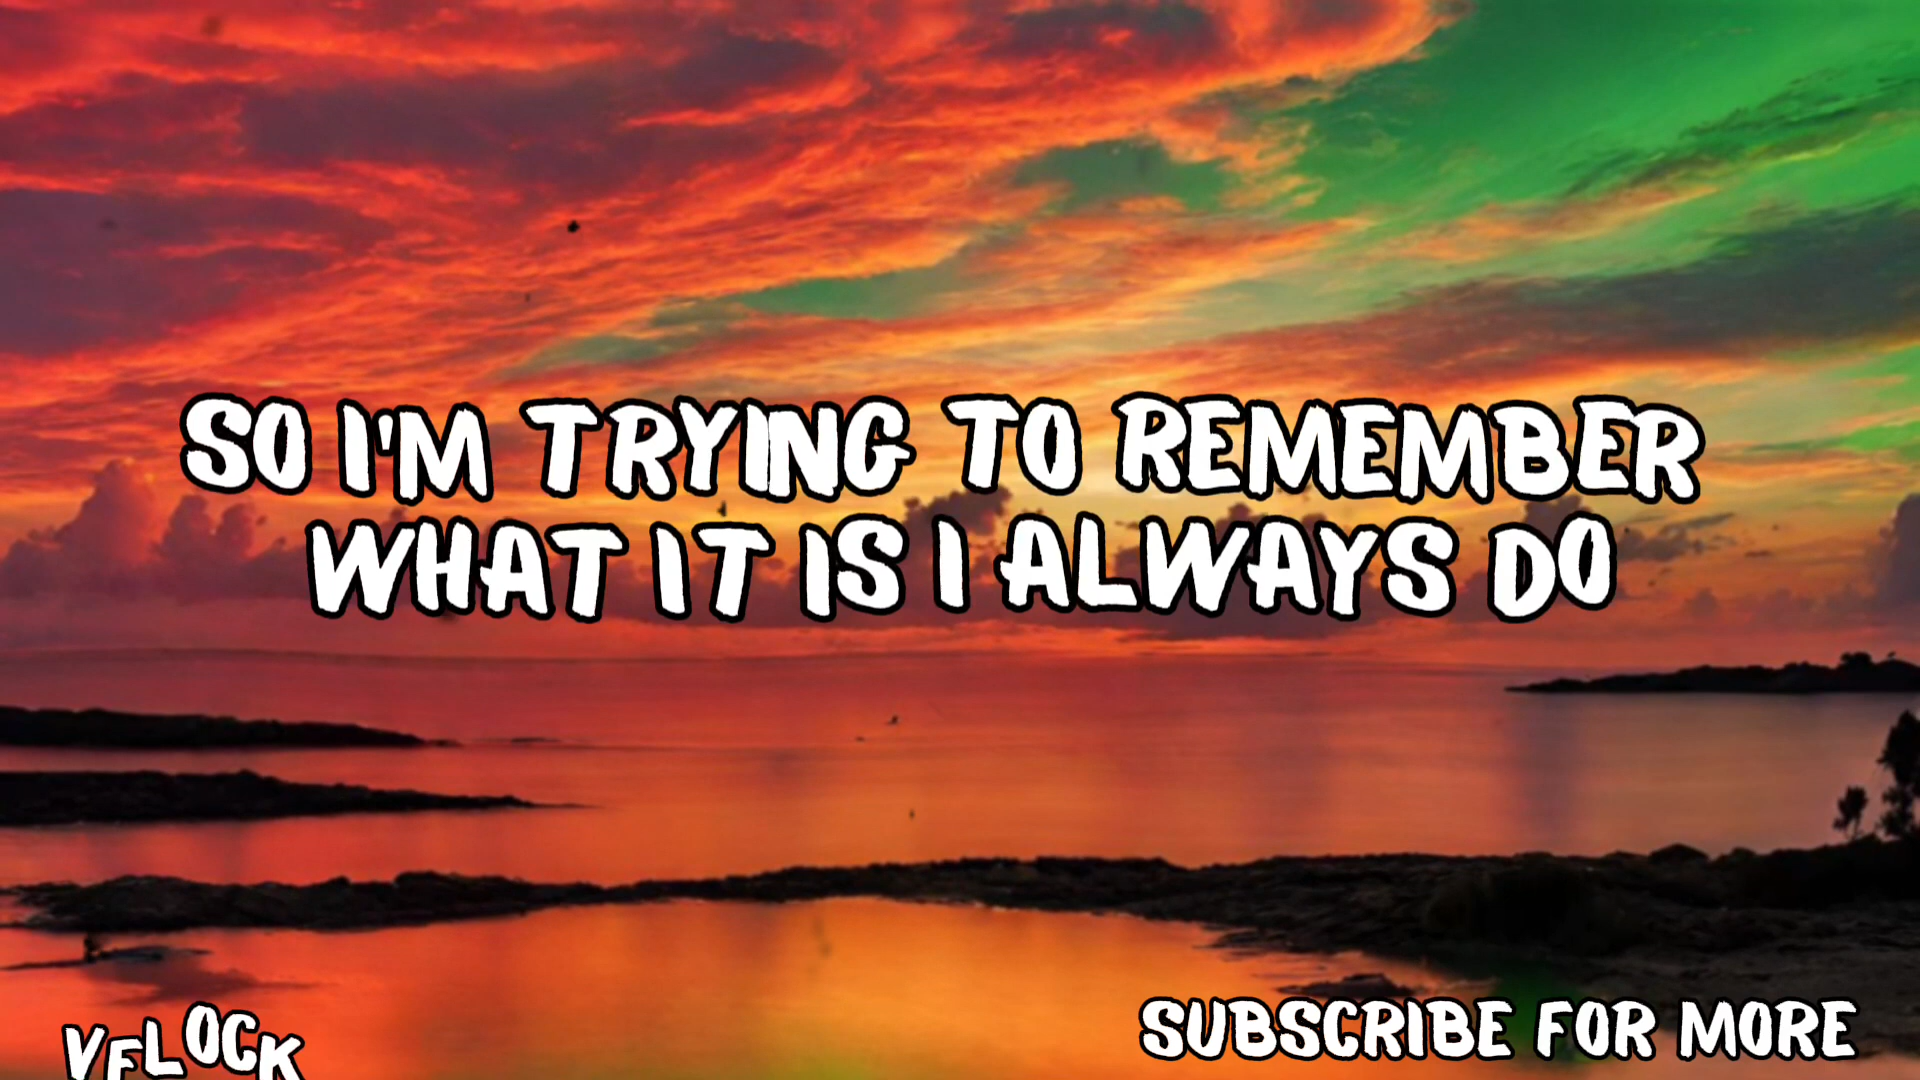 SO I'M TRYING TO REMEMBER
WHAT IT IS I ALWAYS DO
VELOCK
SUBSCRIBE FOR MORE